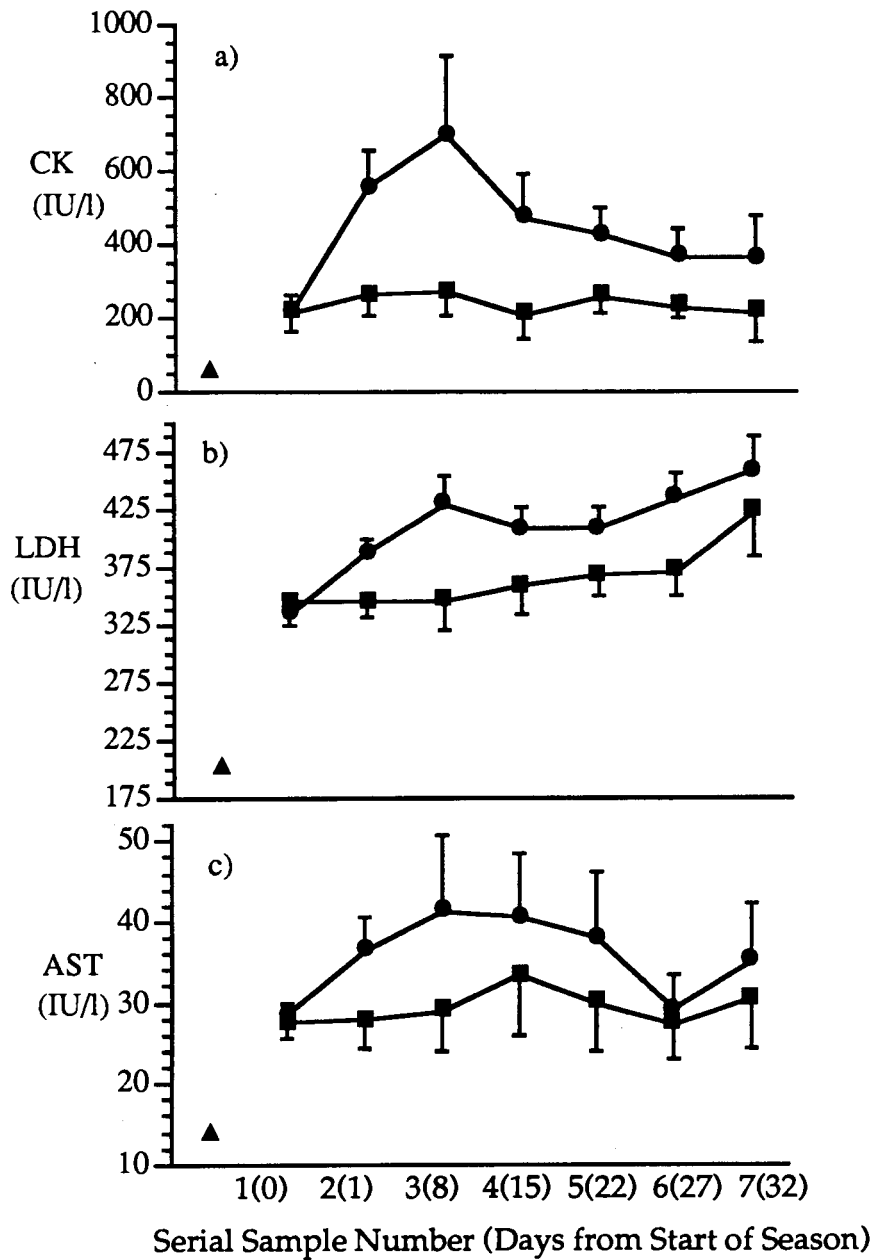 1000
a)
800
CK
600
(IU/l)
400
200
0
475
b)
425
LDH
375
(IU/l)
325
275
225
175
50
c)
40
AST
(IU/l)
30
20
10
1(0) 2(1) 3(8) 4(15) 5(22) 6(27) 7(32)
Serial Sample Number (Days from Start of Season)